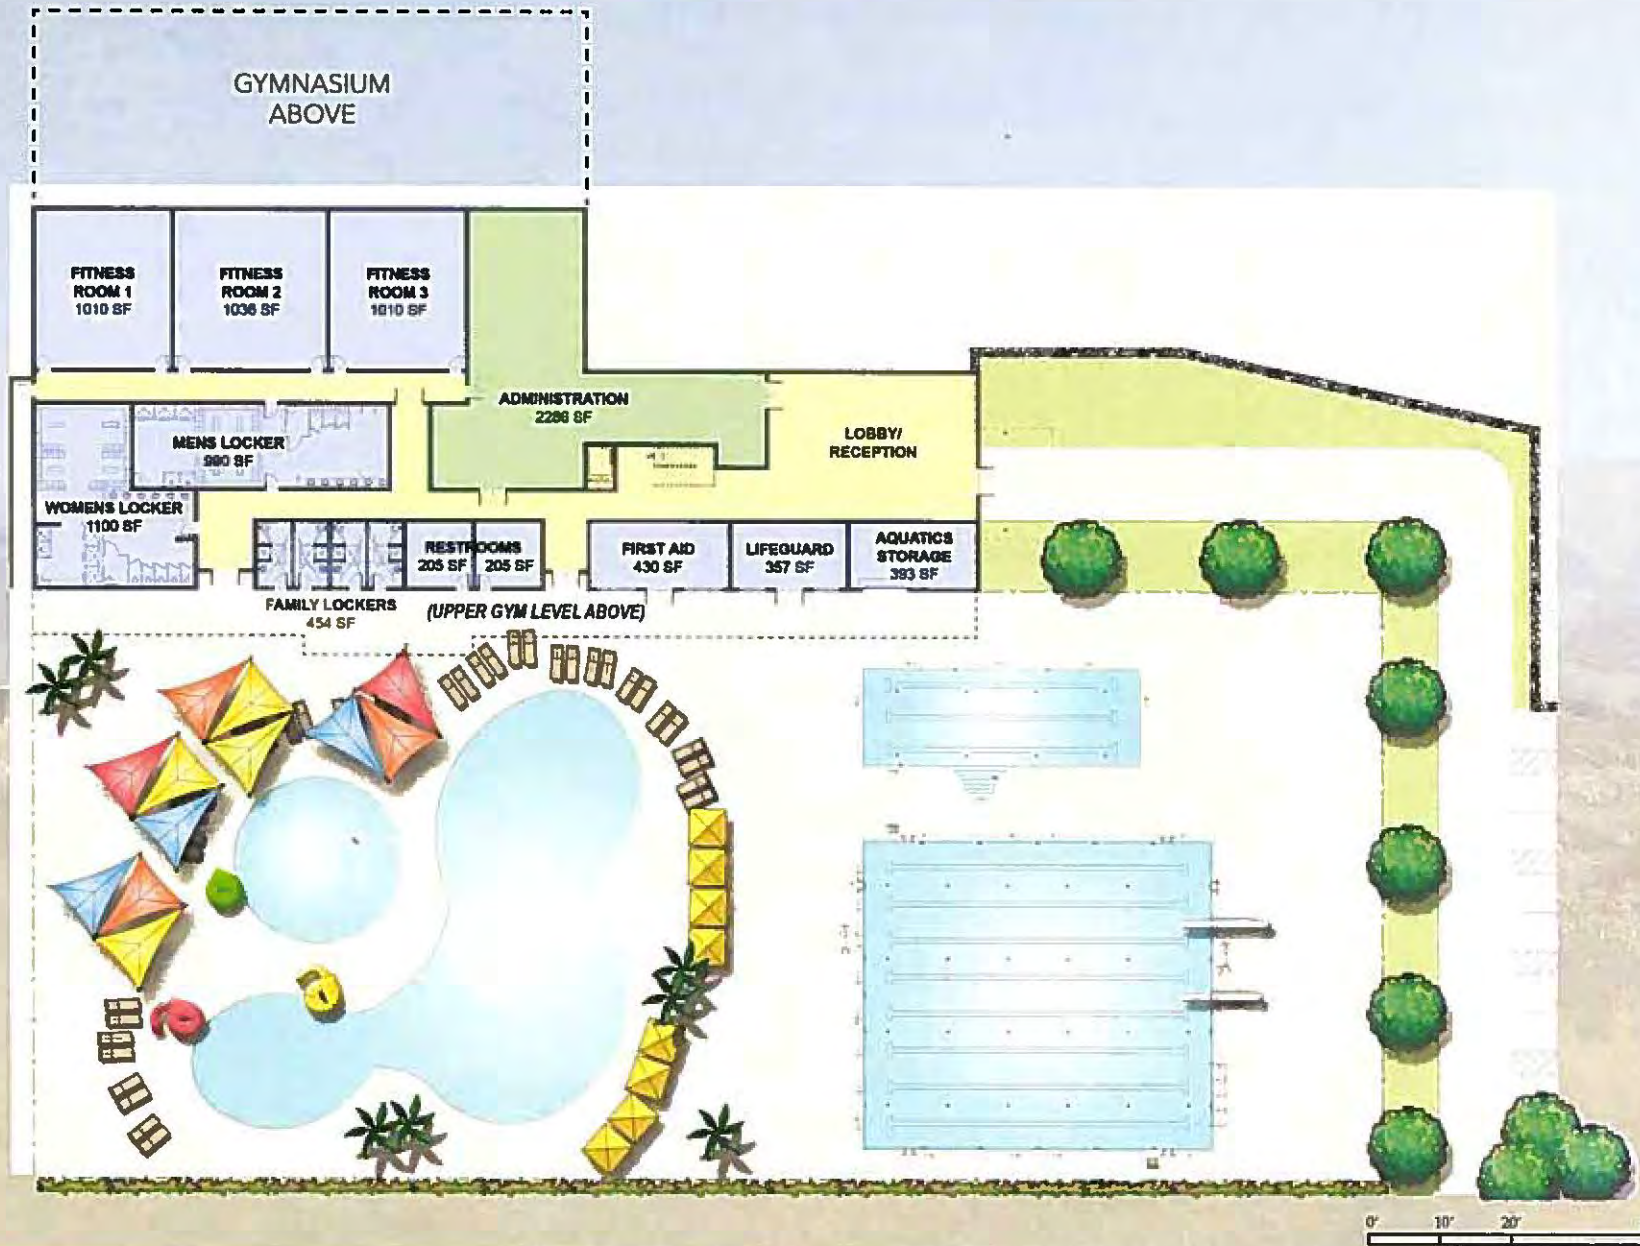 GYMNASIUM
ABOVE
FITNESS
ROOM 1
1010 SF
FITNESS
ROOM 2
1036 SF
FITNESS
ROOM 3
1010 SF
ADMINISTRATION
2286 SF
LOBBY/
RECEPTION
MENS LOCKER
990 SF
WOMENS LOCKER
1100 SF
RESTROOMS
205 SF 205 SF
FIRST AID
430 SF
LIFEGUARD
357 SF
AQUATICS
STORAGE
393 SF
FAMILY LOCKERS
454 SF
(UPPER GYM LEVEL ABOVE)
0' 10' 20'